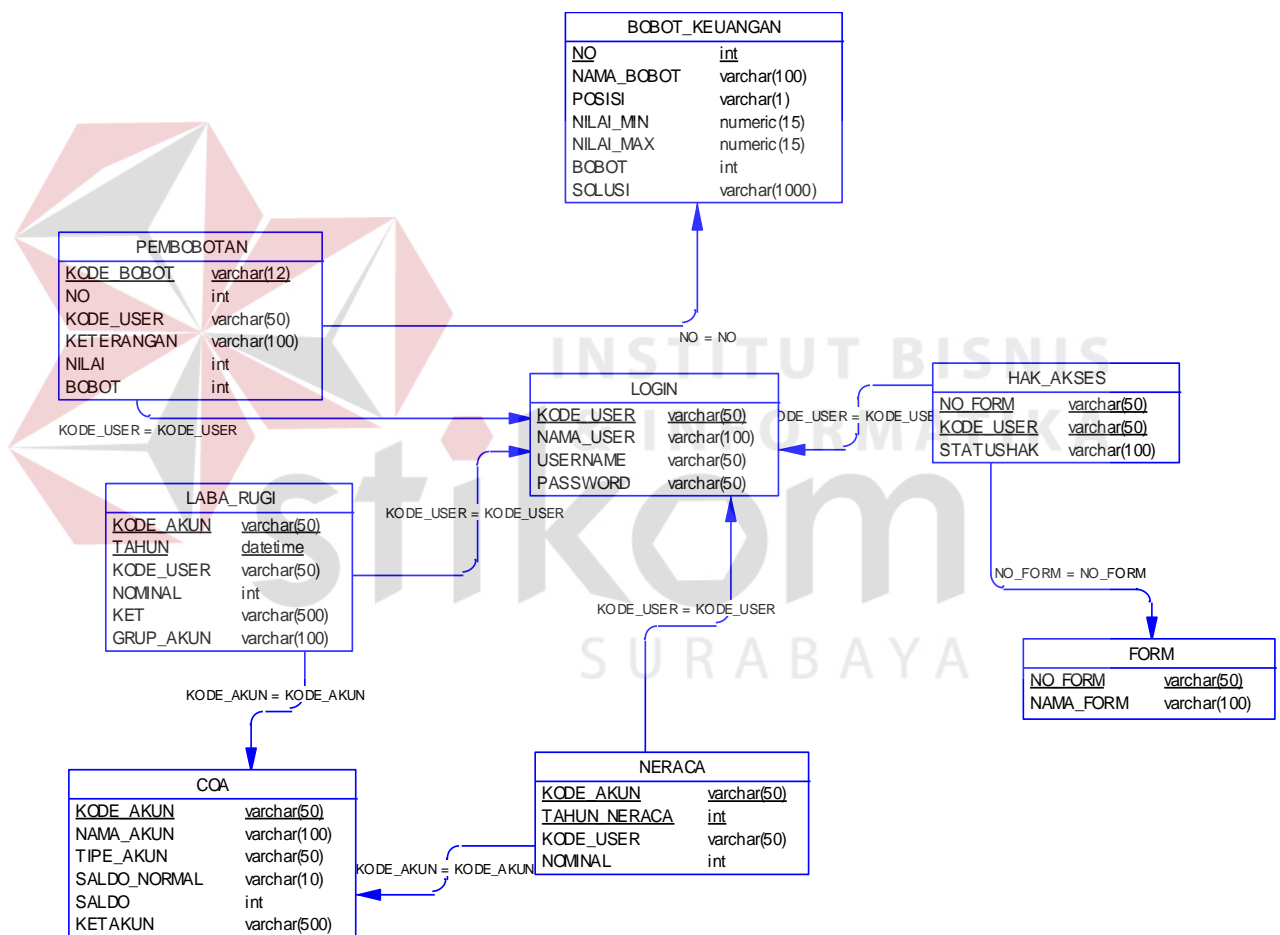 BOBOT_KEUANGAN
NO int
NAMA_BOBOT varchar(100)
POSISI varchar(1)
NILAI_MIN numeric(15)
NILAI_MAX numeric(15)
BOBOT int
SOLUSI varchar(1000)
PEMBOBOTAN
KODE_BOBOT varchar(12)
NO int
KODE_USER varchar(50)
KETERANGAN varchar(100)
NILAI int
BOBOT int
NO = NO
KODE_USER = KODE_USER
INSTITUT BISNIS
& INFORMATIKA
stikom
SURABAYA
LOGIN
KODE_USER varchar(50)
NAMA_USER varchar(100)
USERNAME varchar(50)
PASSWORD varchar(50)
ODE_USER = KODE_USE
HAK_AKSES
NO_FORM varchar(50)
KODE_USER varchar(50)
STATUSHAK varchar(100)
LABA_RUGI
KODE_AKUN varchar(50)
TAHUN datetime
KODE_USER varchar(50)
NOMINAL int
KET varchar(500)
GRUP_AKUN varchar(100)
KODE_USER = KODE_USER
NO_FORM = NO_FORM
KODE_USER = KODE_USER
FORM
NO_FORM varchar(50)
NAMA_FORM varchar(100)
KODE_AKUN = KODE_AKUN
COA
KODE_AKUN varchar(50)
NAMA_AKUN varchar(100)
TIPE_AKUN varchar(50)
SALDO_NORMAL varchar(10)
SALDO int
KETAKUN varchar(500)
KODE_AKUN = KODE_AKUN
NERACA
KODE_AKUN varchar(50)
TAHUN_NERACA int
KODE_USER varchar(50)
NOMINAL int